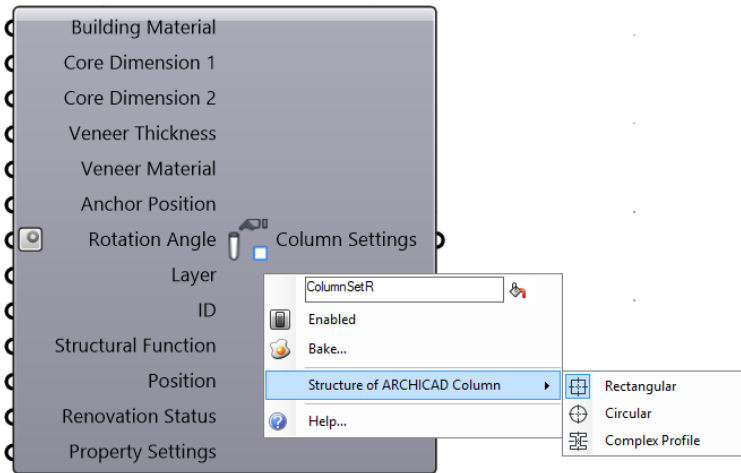 Building Material
Core Dimension 1
Core Dimension 2
Veneer Thickness
Veneer Material
Anchor Position
Rotation Angle
Column Settings
Layer
ID
Structural Function
Position
Renovation Status
Property Settings
ColumnSetR
Enabled
Bake...
Structure of ARCHICAD Column
Help...
Rectangular
Circular
Complex Profile